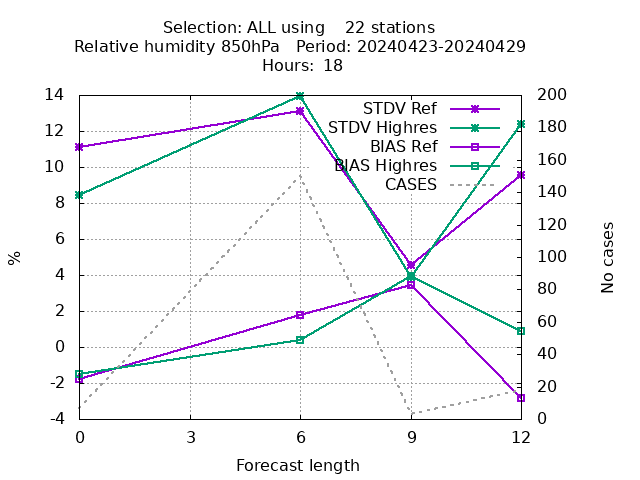 Selection: ALL using    22 stations
Relative humidity 850hPa   Period: 20240423-20240429
Hours: 18
STDV Ref
STDV Highres
BIAS Ref
BIAS Highres
CASES
14
12
10
8
6
4
2
0
-2
-4
200
180
160
140
120
100
80
60
40
20
0
%
No cases
0 3 6 9 12
Forecast length